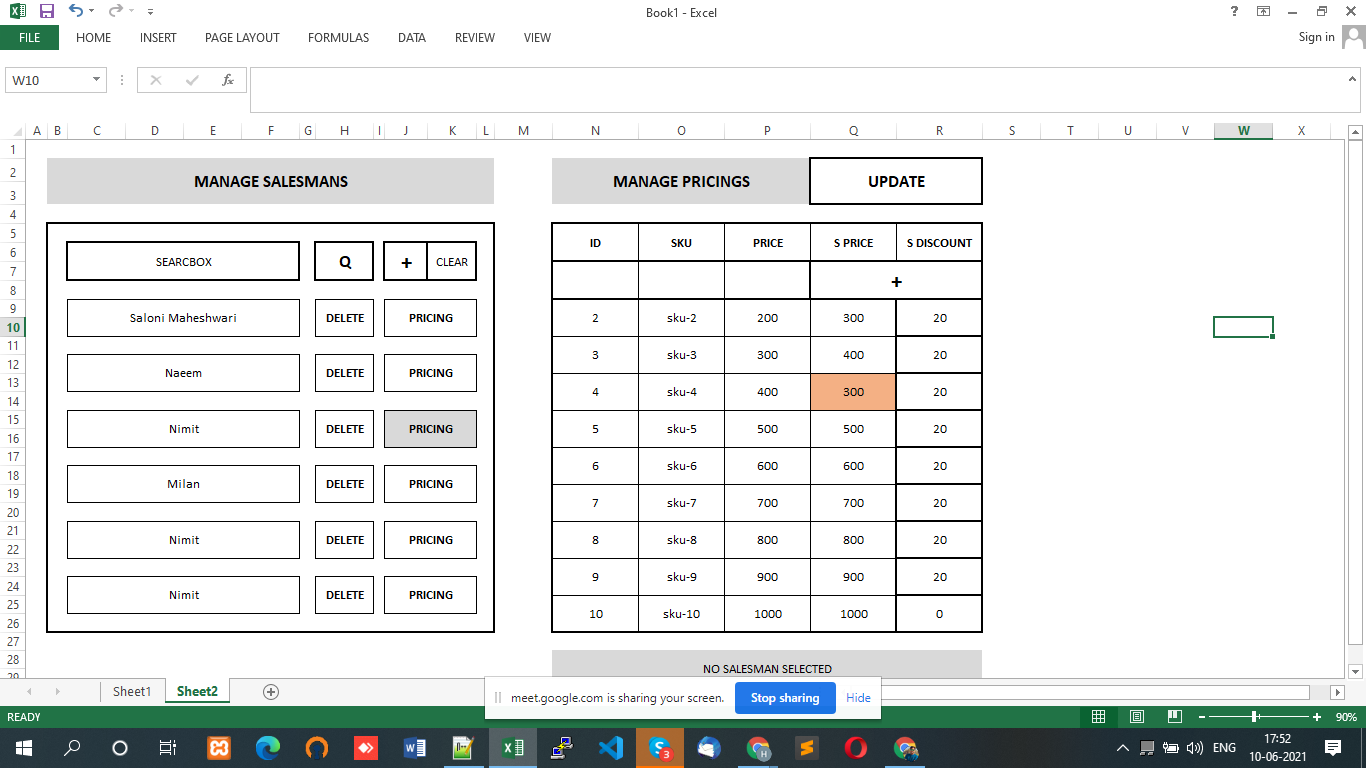 Book1 - Excel
FILE HOME INSERT PAGE LAYOUT FORMULAS DATA REVIEW VIEW Sign in
W10 fx
A B C D E F G H I J K L M N O P Q R S T U V W X
1
2 MANAGE SALESMANS MANAGE PRICINGS UPDATE
3
4
5 ID SKU PRICE S PRICE S DISCOUNT
6 SEARCBOX Q + CLEAR
7 +
8
9 Saloni Maheshwari DELETE PRICING 2 sku-2 200 300 20
10
11 3 sku-3 300 400 20
12 Naeem DELETE PRICING
13 4 sku-4 400 300 20
14
15 Nimit DELETE PRICING 5 sku-5 500 500 20
16
17 6 sku-6 600 600 20
18 Milan DELETE PRICING
19 7 sku-7 700 700 20
20
21 Nimit DELETE PRICING 8 sku-8 800 800 20
22
23 9 sku-9 900 900 20
24 Nimit DELETE PRICING
25 10 sku-10 1000 1000 0
26
27
28 NO SALESMAN SELECTED
29
Sheet1 Sheet2
meet.google.com is sharing your screen. Stop sharing Hide
READY 90%
3 H ENG 17:52
10-06-2021